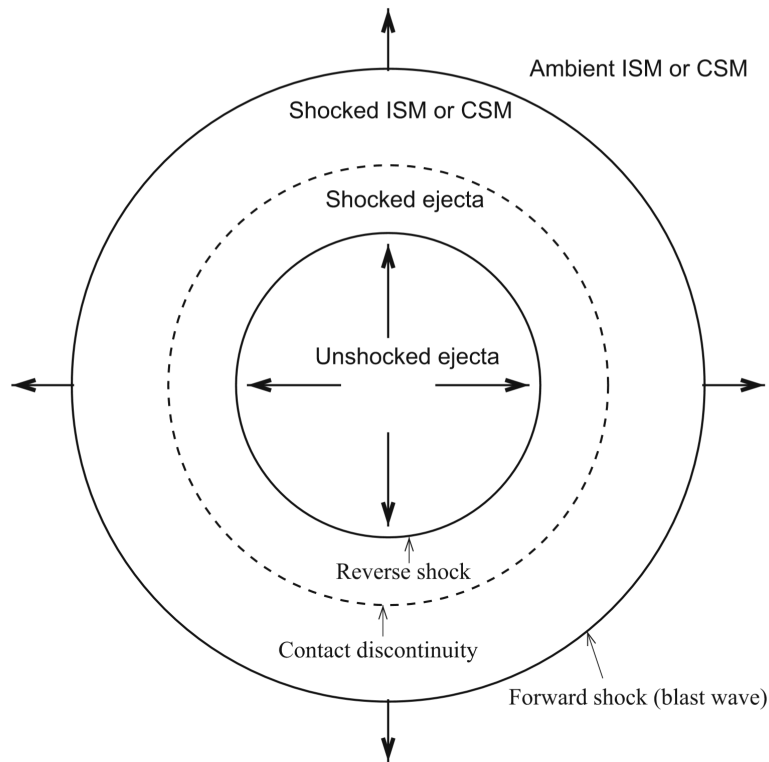 Ambient ISM or CSM
Shocked ISM or CSM
Shocked ejecta
Unshocked ejecta
Reverse shock
Contact discontinuity
Forward shock (blast wave)